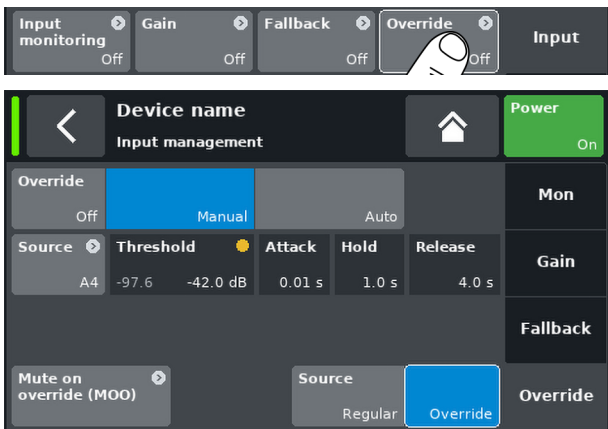 Input monitoring Off
Gain Off
Fallback Off
Override Off
Input
Device name
Input management
Power
On
Override
Off
Manual
Auto
Mon
Source
A4
Threshold
-97.6 -42.0 dB
Attack
0.01 s
Hold
1.0 s
Release
4.0 s
Gain
Fallback
Mute on
override (MOO)
Source
Regular
Override
Override